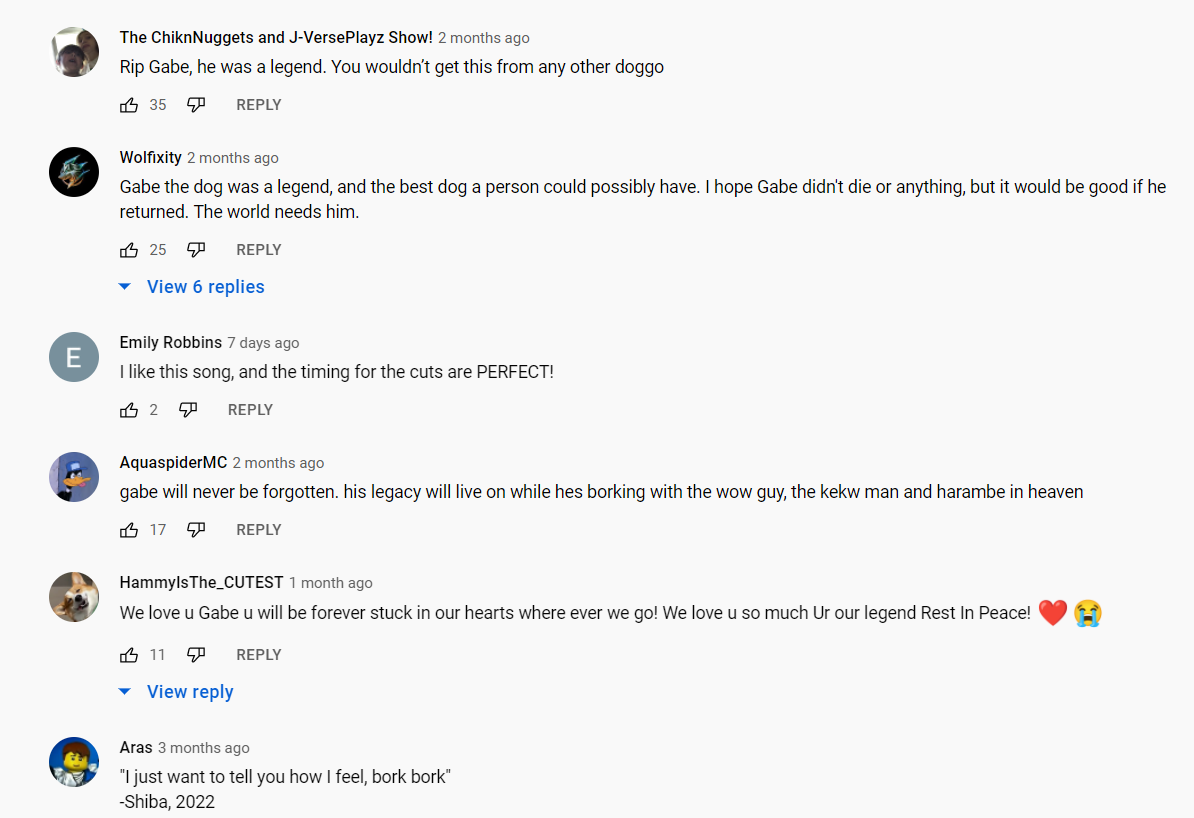 The ChiknNuggets and J-VersePlayz Show! 2 months ago
Rip Gabe, he was a legend. You wouldn’t get this from any other doggo
35 REPLY
Wolfixity 2 months ago
Gabe the dog was a legend, and the best dog a person could possibly have. I hope Gabe didn't die or anything, but it would be good if he
returned. The world needs him.
25 REPLY
View 6 replies
E
Emily Robbins 7 days ago
I like this song, and the timing for the cuts are PERFECT!
2 REPLY
AquaspiderMC 2 months ago
gabe will never be forgotten. his legacy will live on while hes borking with the wow guy, the kekw man and harambe in heaven
17 REPLY
HammyIsThe_CUTEST 1 month ago
We love u Gabe u will be forever stuck in our hearts where ever we go! We love u so much Ur our legend Rest In Peace! ❤️😭
11 REPLY
View reply
Aras 3 months ago
"I just want to tell you how I feel, bork bork"
-Shiba, 2022